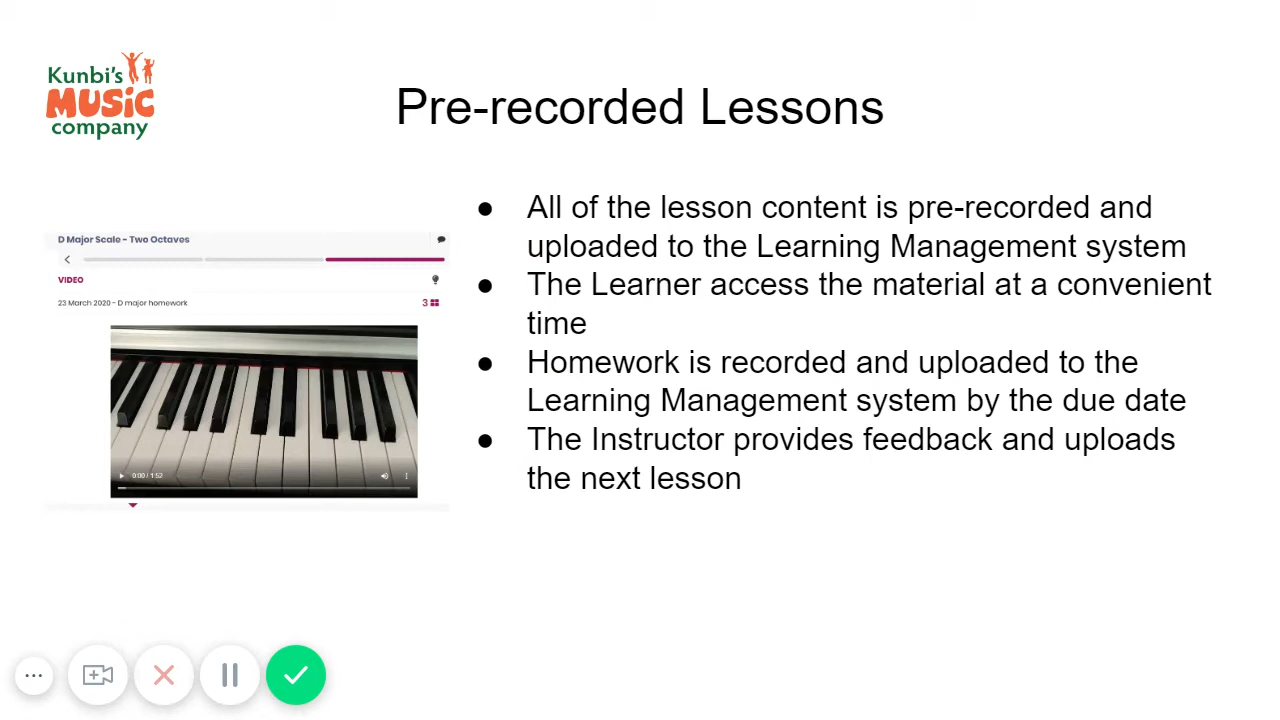 Kunbi's
MUSic
company
Pre-recorded Lessons
D Major Scale - Two Octaves
VIDEO
23 March 2020 - D major homework
3
0:00 / 1:52
● All of the lesson content is pre-recorded and
uploaded to the Learning Management system
● The Learner access the material at a convenient
time
● Homework is recorded and uploaded to the
Learning Management system by the due date
● The Instructor provides feedback and uploads
the next lesson